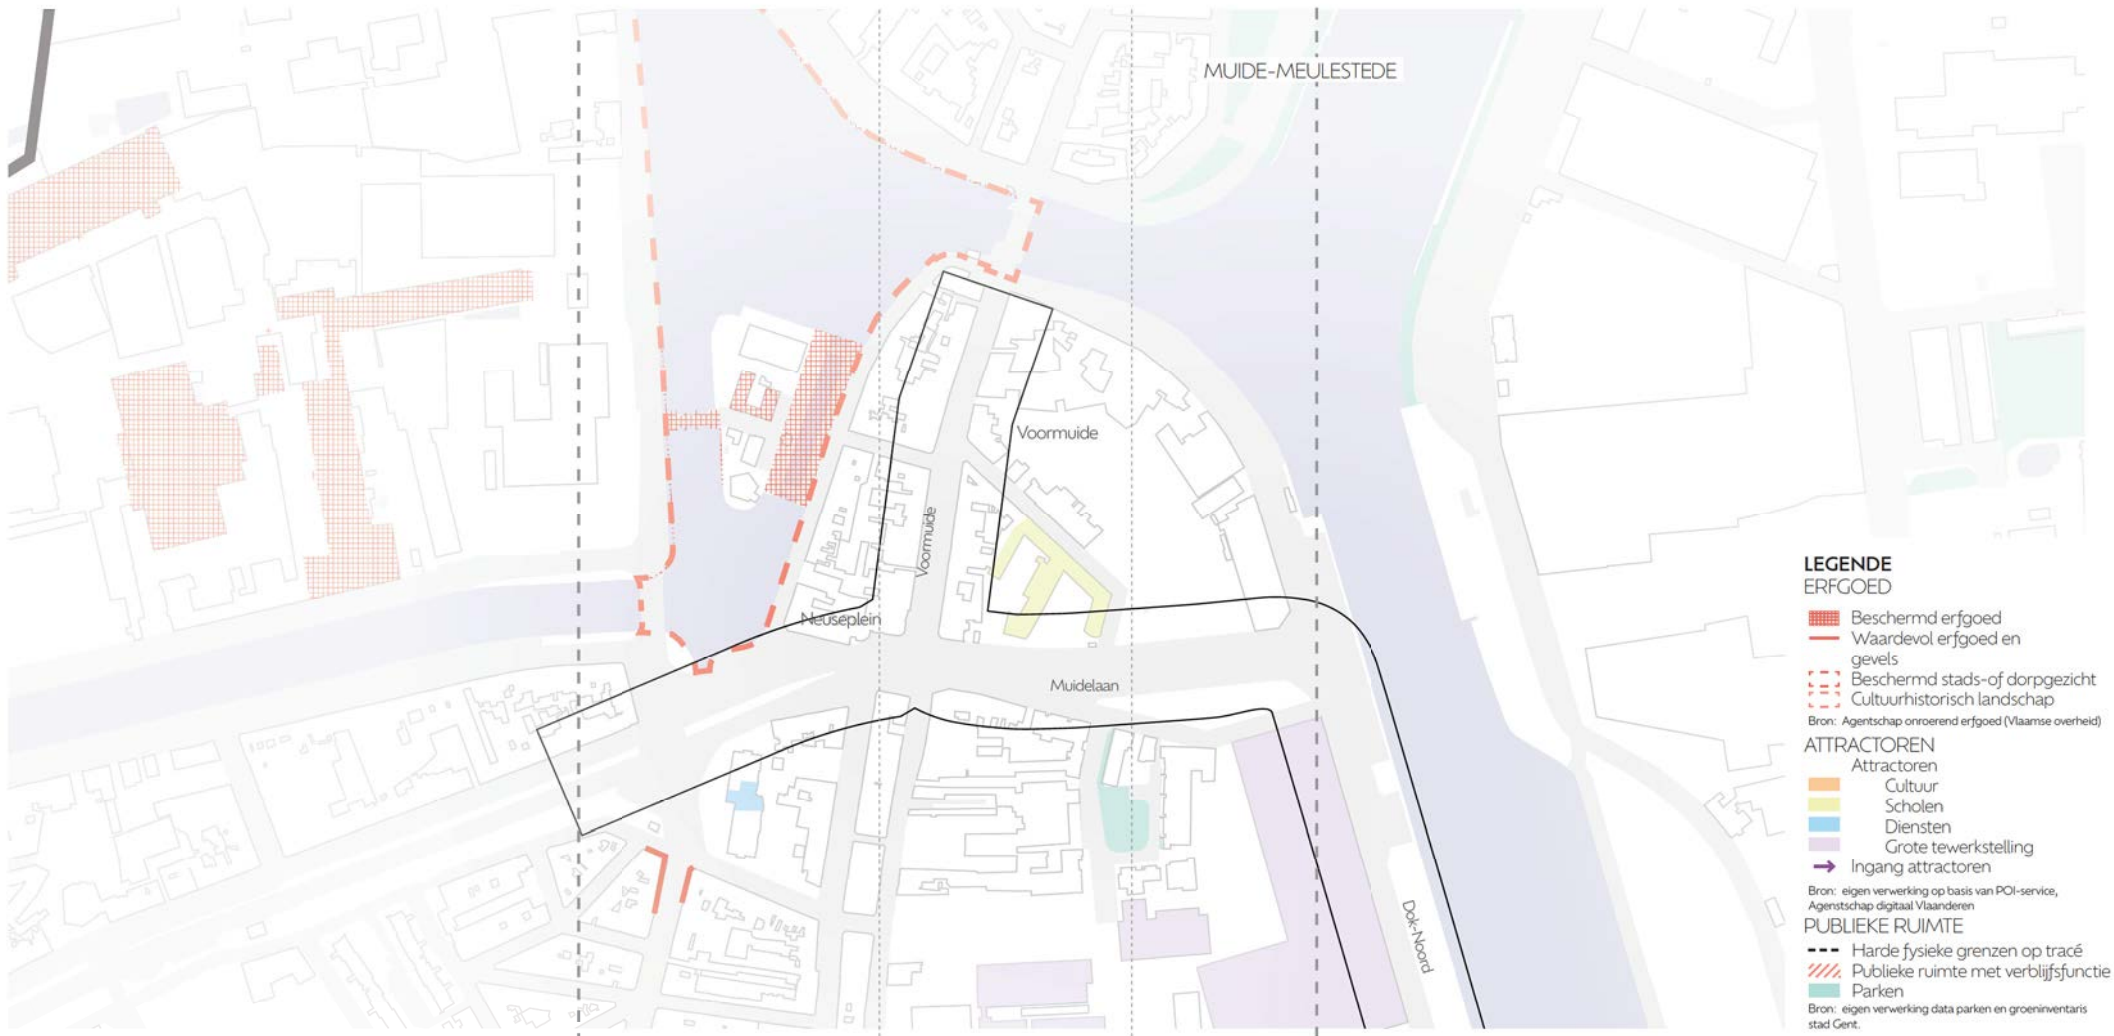 MUIDE-MEULESTEDE
Voormuide
Voormuide
Neuseplein
Muidelaan
Dok-Noord
LEGENDE
ERFGOED
Beschermd erfgoed
Waardevol erfgoed en
gevels
Beschermd stads-of dorpgezicht
Cultuurhistorisch landschap
Bron: Agentschap onroerend erfgoed (Vlaamse overheid)
ATTRACTOREN
Attractoren
Cultuur
Scholen
Diensten
Grote tewerkstelling
Ingang attractoren
Bron: eigen verwerking op basis van POI-service,
Agenstschap digitaal Vlaanderen
PUBLIEKE RUIMTE
Harde fysieke grenzen op tracé
Publieke ruimte met verblijfsfunctie
Parken
Bron: eigen verwerking data parken en groeninventaris
stad Gent.